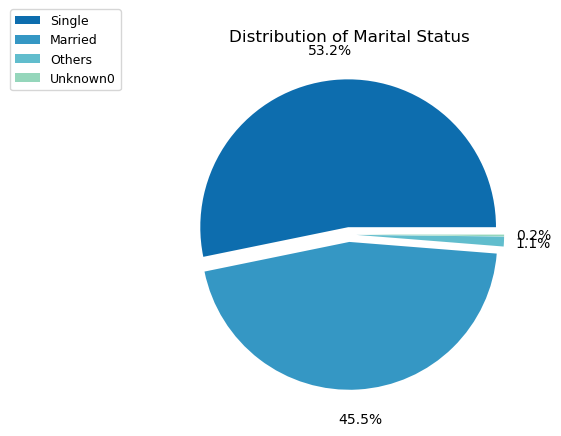 Single
Married
Others
Unknown0
Distribution of Marital Status
53.2%
0.2%
1.1%
45.5%